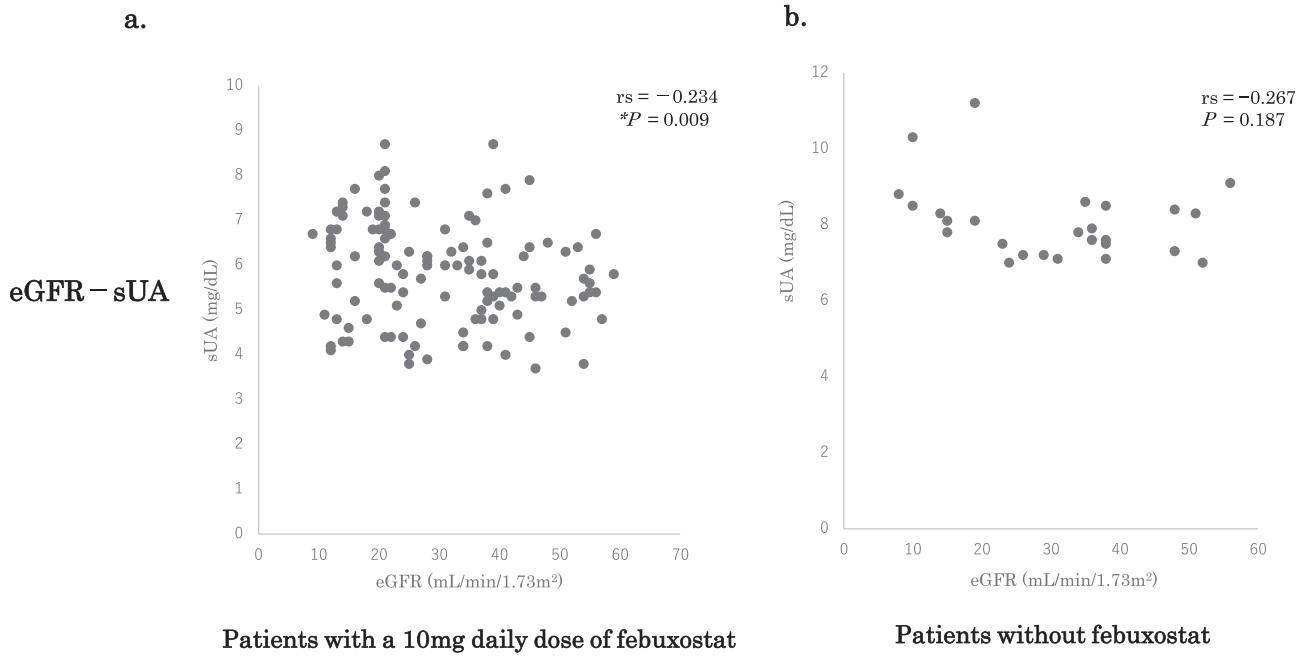 a.
rs = −0.234
*P = 0.009
10
9
8
7
6
5
4
3
2
1
0
sUA (mg/dL)
0 10 20 30 40 50 60 70
eGFR (mL/min/1.73m²)
Patients with a 10mg daily dose of febuxostat
eGFR − sUA
b.
rs = −0.267
P = 0.187
12
10
8
6
4
2
0
sUA (mg/dL)
0 10 20 30 40 50 60
eGFR (mL/min/1.73m²)
Patients without febuxostat